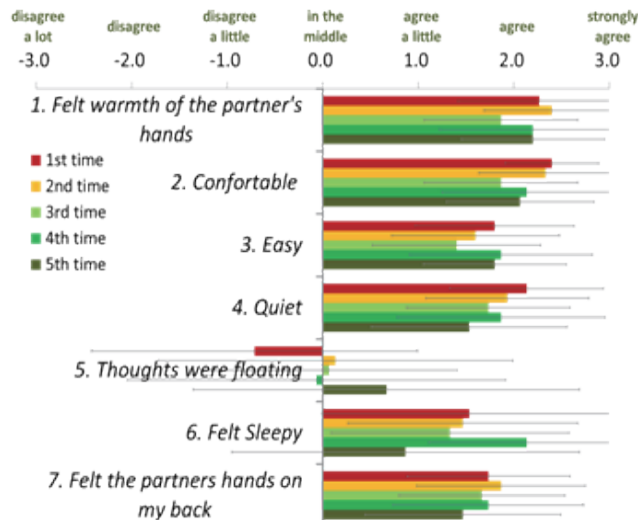 disagree a lot
disagree
disagree a little
in the middle
agree a little
agree
strongly agree
-3.0 -2.0 -1.0 0.0 1.0 2.0 3.0
1. Felt warmth of the partner's
hands
1st time
2nd time
3rd time
4th time
5th time
2. Confortable
3. Easy
4. Quiet
5. Thoughts were floating
6. Felt Sleepy
7. Felt the partners hands on
my back